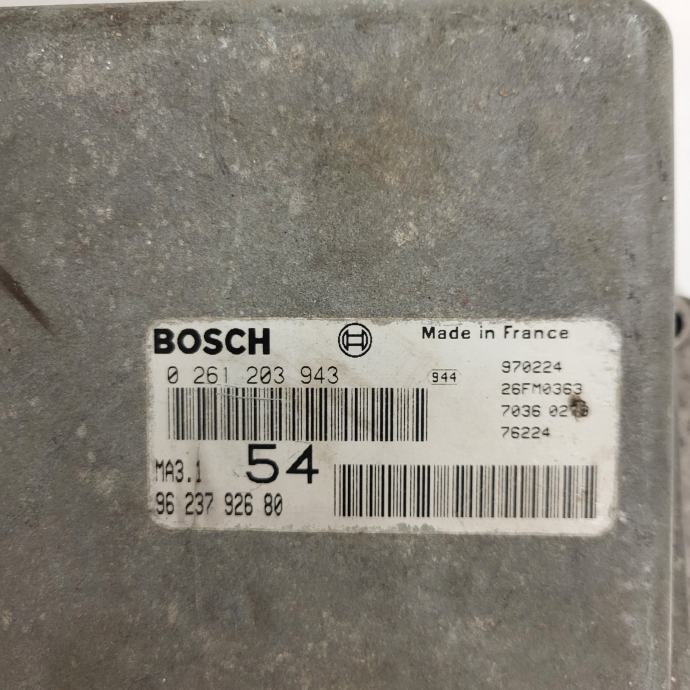 BOSCH Made in France
0 261 203 943 944 970224
26FM0363
7036
76224
MA3.1 54
96 237 926 80